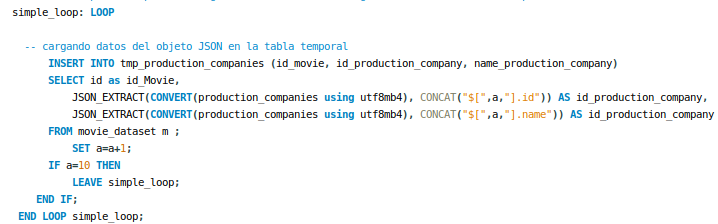 simple_loop: LOOP
-- cargando datos del objeto JSON en la tabla temporal
INSERT INTO tmp_production_companies (id_movie, id_production_company, name_production_company)
SELECT id as id_Movie,
JSON_EXTRACT(CONVERT(production_companies using utf8mb4), CONCAT("$[",a,"].id")) AS id_production_company,
JSON_EXTRACT(CONVERT(production_companies using utf8mb4), CONCAT("$[",a,"].name")) AS id_production_company
FROM movie_dataset m ;
SET a=a+1;
IF a=10 THEN
LEAVE simple_loop;
END IF;
END LOOP simple_loop;